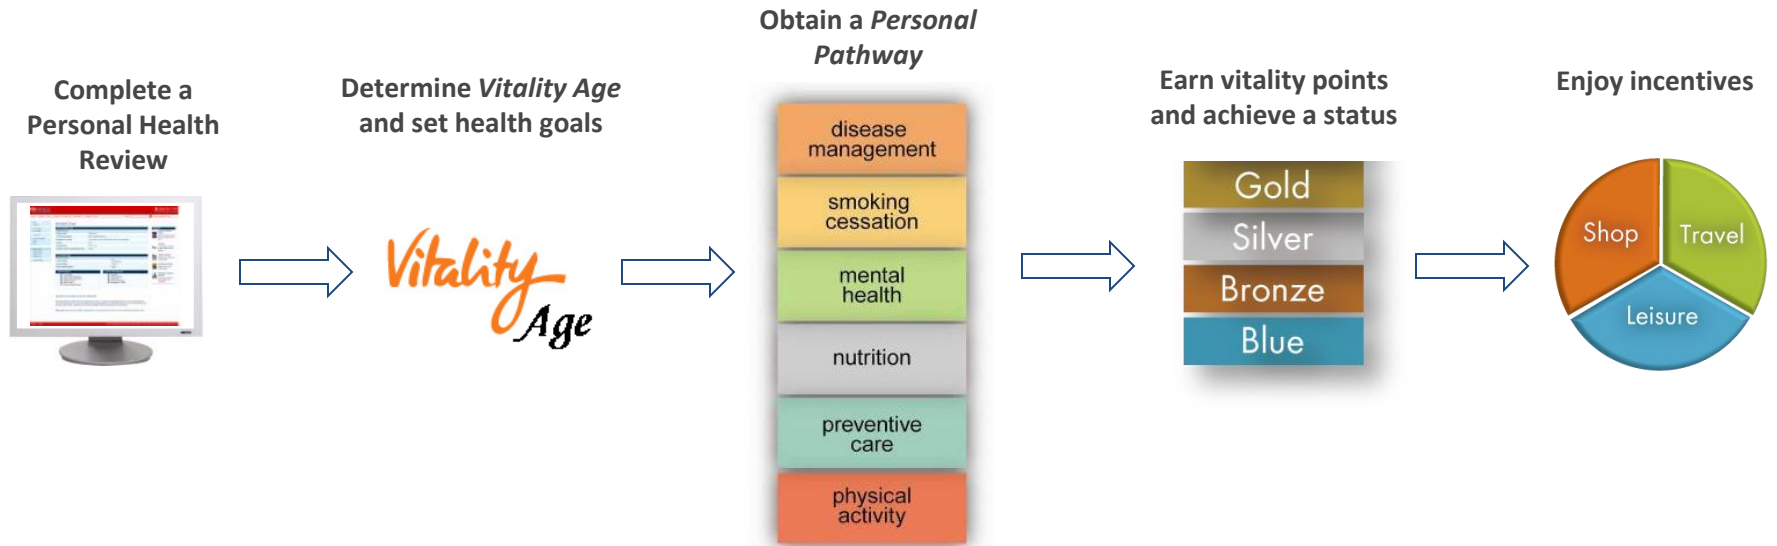 Complete a
Personal Health
Review
Determine Vitality Age
and set health goals
Vitality
Age
Obtain a Personal
Pathway
disease
management
smoking
cessation
mental
health
nutrition
preventive
care
physical
activity
Earn vitality points
and achieve a status
Gold
Silver
Bronze
Blue
Enjoy incentives
Shop
Travel
Leisure